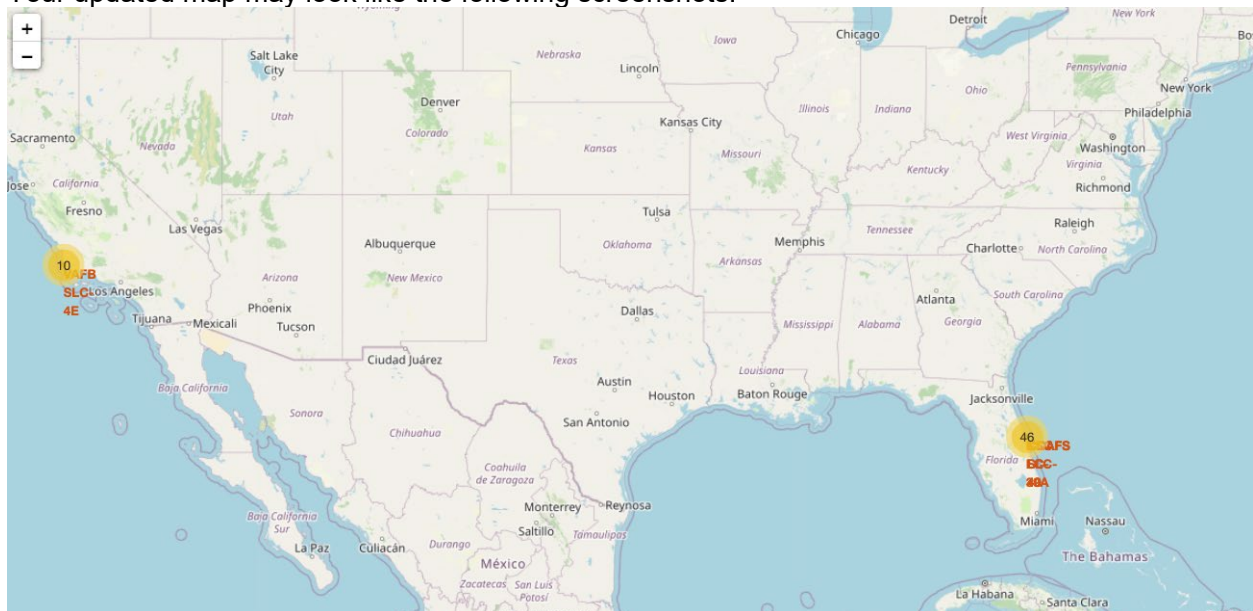 Your updated map may look like the following screenshots.
+
−
Wyoming
Salt Lake
City
Nebraska
Iowa
Lincoln
Chicago
Detroit
New York
Pennsylvania
New York
Philadelphia
Denver
Utah
Colorado
Kansas City
Illinois
Indiana
Ohio
Sacramento
Nevada
Kansas
Missouri
West Virginia
Washington
Virginia
Jose
California
Fresno
Kentucky
Richmond
Las Vegas
Tulsa
Raleigh
Albuquerque
Oklahoma
Memphis
Tennessee
Charlotte
North Carolina
10
VAFB
SLC-
4E
Los Angeles
Arizona
New Mexico
Arkansas
Atlanta
South Carolina
Phoenix
Tijuana
Mexicali
Tucson
Dallas
Mississippi
Alabama
Georgia
Ciudad Juárez
Texas
Louisiana
Baja California
Austin
Houston
Baton Rouge
Jacksonville
Sonora
Chihuahua
San Antonio
46
Florida
Coahuila
de Zaragoza
Monterrey
Reynosa
Miami
Nassau
Baja California
Sur
Saltillo
Tamaulipas
La Paz
Culiacán
Durango
The Bahamas
México
Zacatecas
San Luis
Potosí
La Habana
Santa Clara